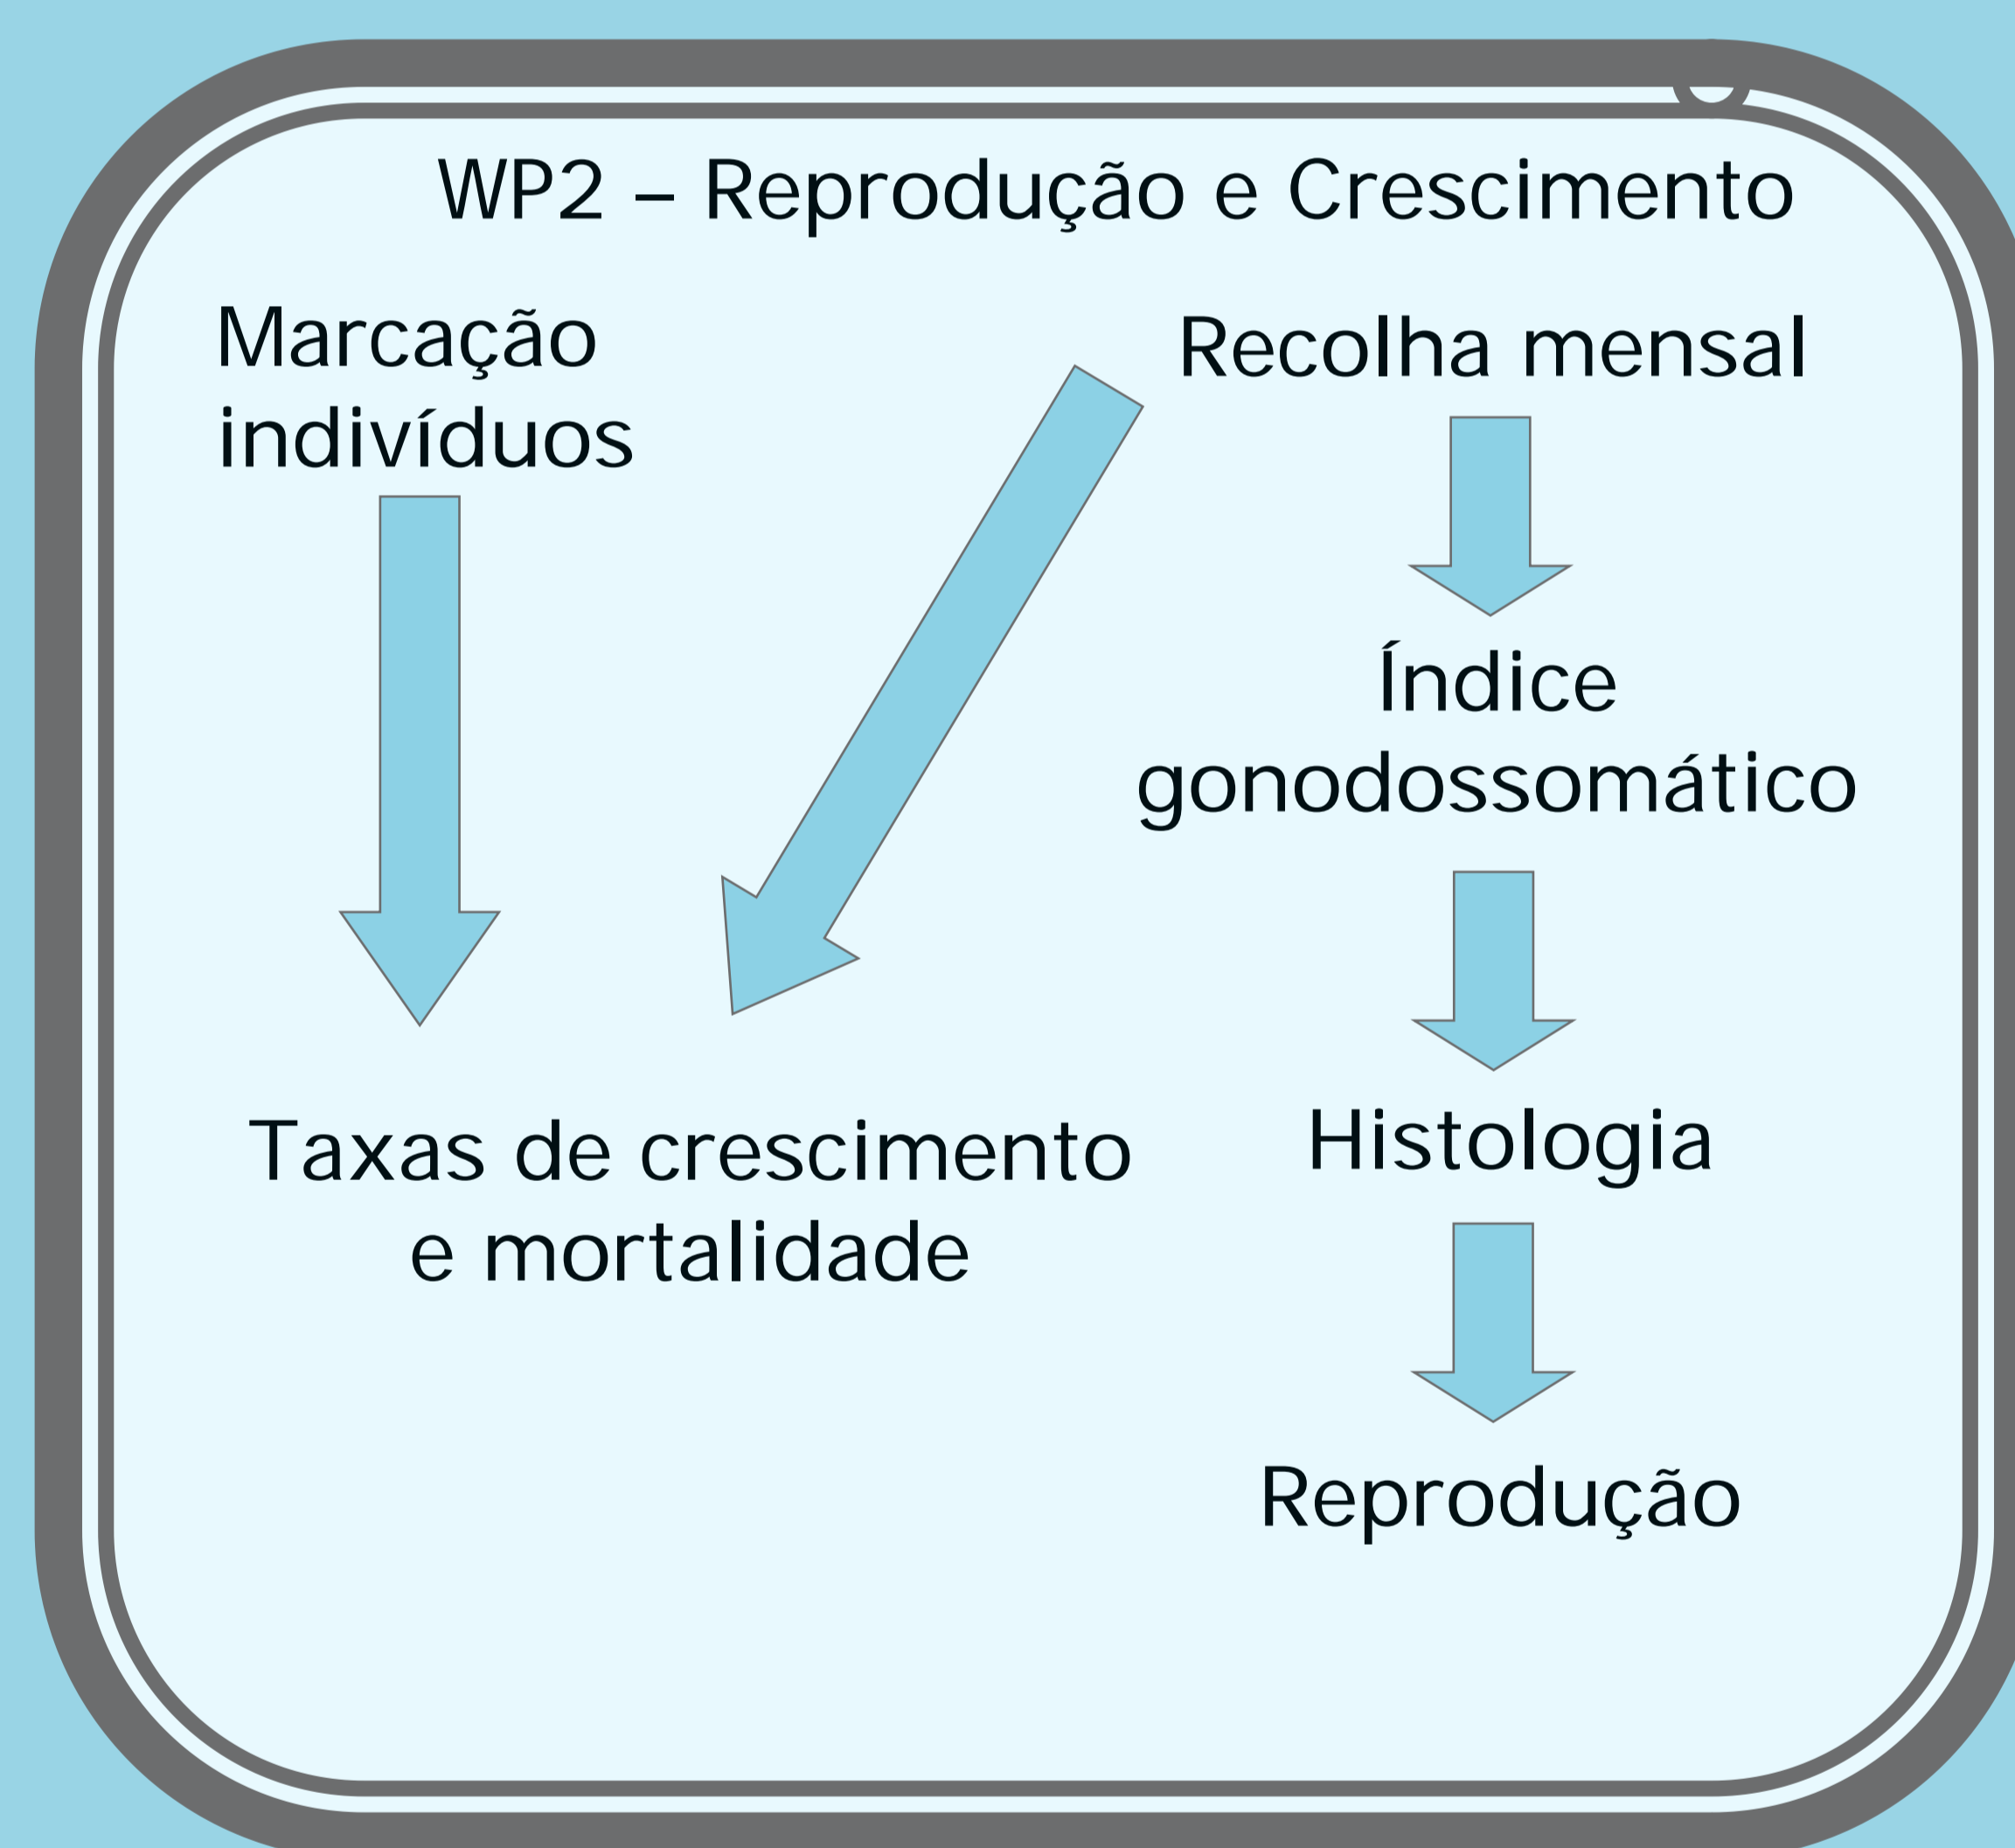 WP2 – Reprodução e Crescimento
Marcação
indivíduos
Recolha mensal
Índice
gonodossomático
Taxas de crescimento
e mortalidade
Histologia
Reprodução